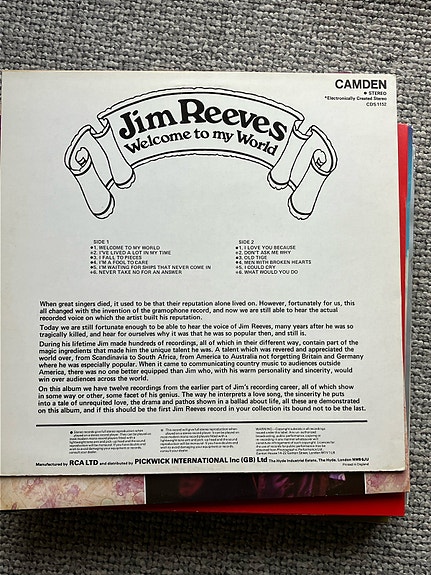 CAMDEN
● STEREO
*Electronically Created Stereo
CDS 1152
Jim Reeves
Welcome to my World
SIDE 1
●1. WELCOME TO MY WORLD
●2. I'VE LIVED A LOT IN MY TIME
●3. I FALL TO PIECES
●4. I'M A FOOL TO CARE
●5. I'M WAITING FOR SHIPS THAT NEVER COME IN
●6. NEVER TAKE NO FOR AN ANSWER
SIDE 2
●1. I LOVE YOU BECAUSE
●2. DON'T ASK ME WHY
●3. OLD TIGE
●4. MEN WITH BROKEN HEARTS
●5. I COULD CRY
●6. WHAT WOULD YOU DO
When great singers died, it used to be that their reputation alone lived on. However, fortunately for us, this
all changed with the invention of the gramophone record, and now we are still able to hear the actual
recorded voice on which the artist built his reputation.
Today we are still fortunate enough to be able to hear the voice of Jim Reeves, many years after he was so
tragically killed, and hear for ourselves why it was that he was so popular then, and still is.
During his lifetime Jim made hundreds of recordings, all of which in their different way, contain part of the
magic ingredients that made him the unique talent he was. A talent which was revered and appreciated the
world over, from Scandinavia to South Africa, from America to Australia not forgetting Britain and Germany
where he was especially popular. When it came to communicating country music to audiences outside
America, there was no one better equipped than Jim who, with his warm personality and sincerity, would
win over audiences across the world.
On this album we have twelve recordings from the earlier part of Jim's recording career, all of which show
in some way or other, some facet of his genius. The way he interprets a love song, the sincerity he puts
into a tale of unrequited love, the drama and pathos shown in a ballad about life, all these are demonstrated
on this album, and if this should be the first Jim Reeves record in your collection its bound not to be the last.
Manufactured by RCA LTD and distributed by PICKWICK INTERNATIONAL Inc (GB) Ltd The Hyde Industrial Estate, The Hyde, London NW9 6JU
Printed in England